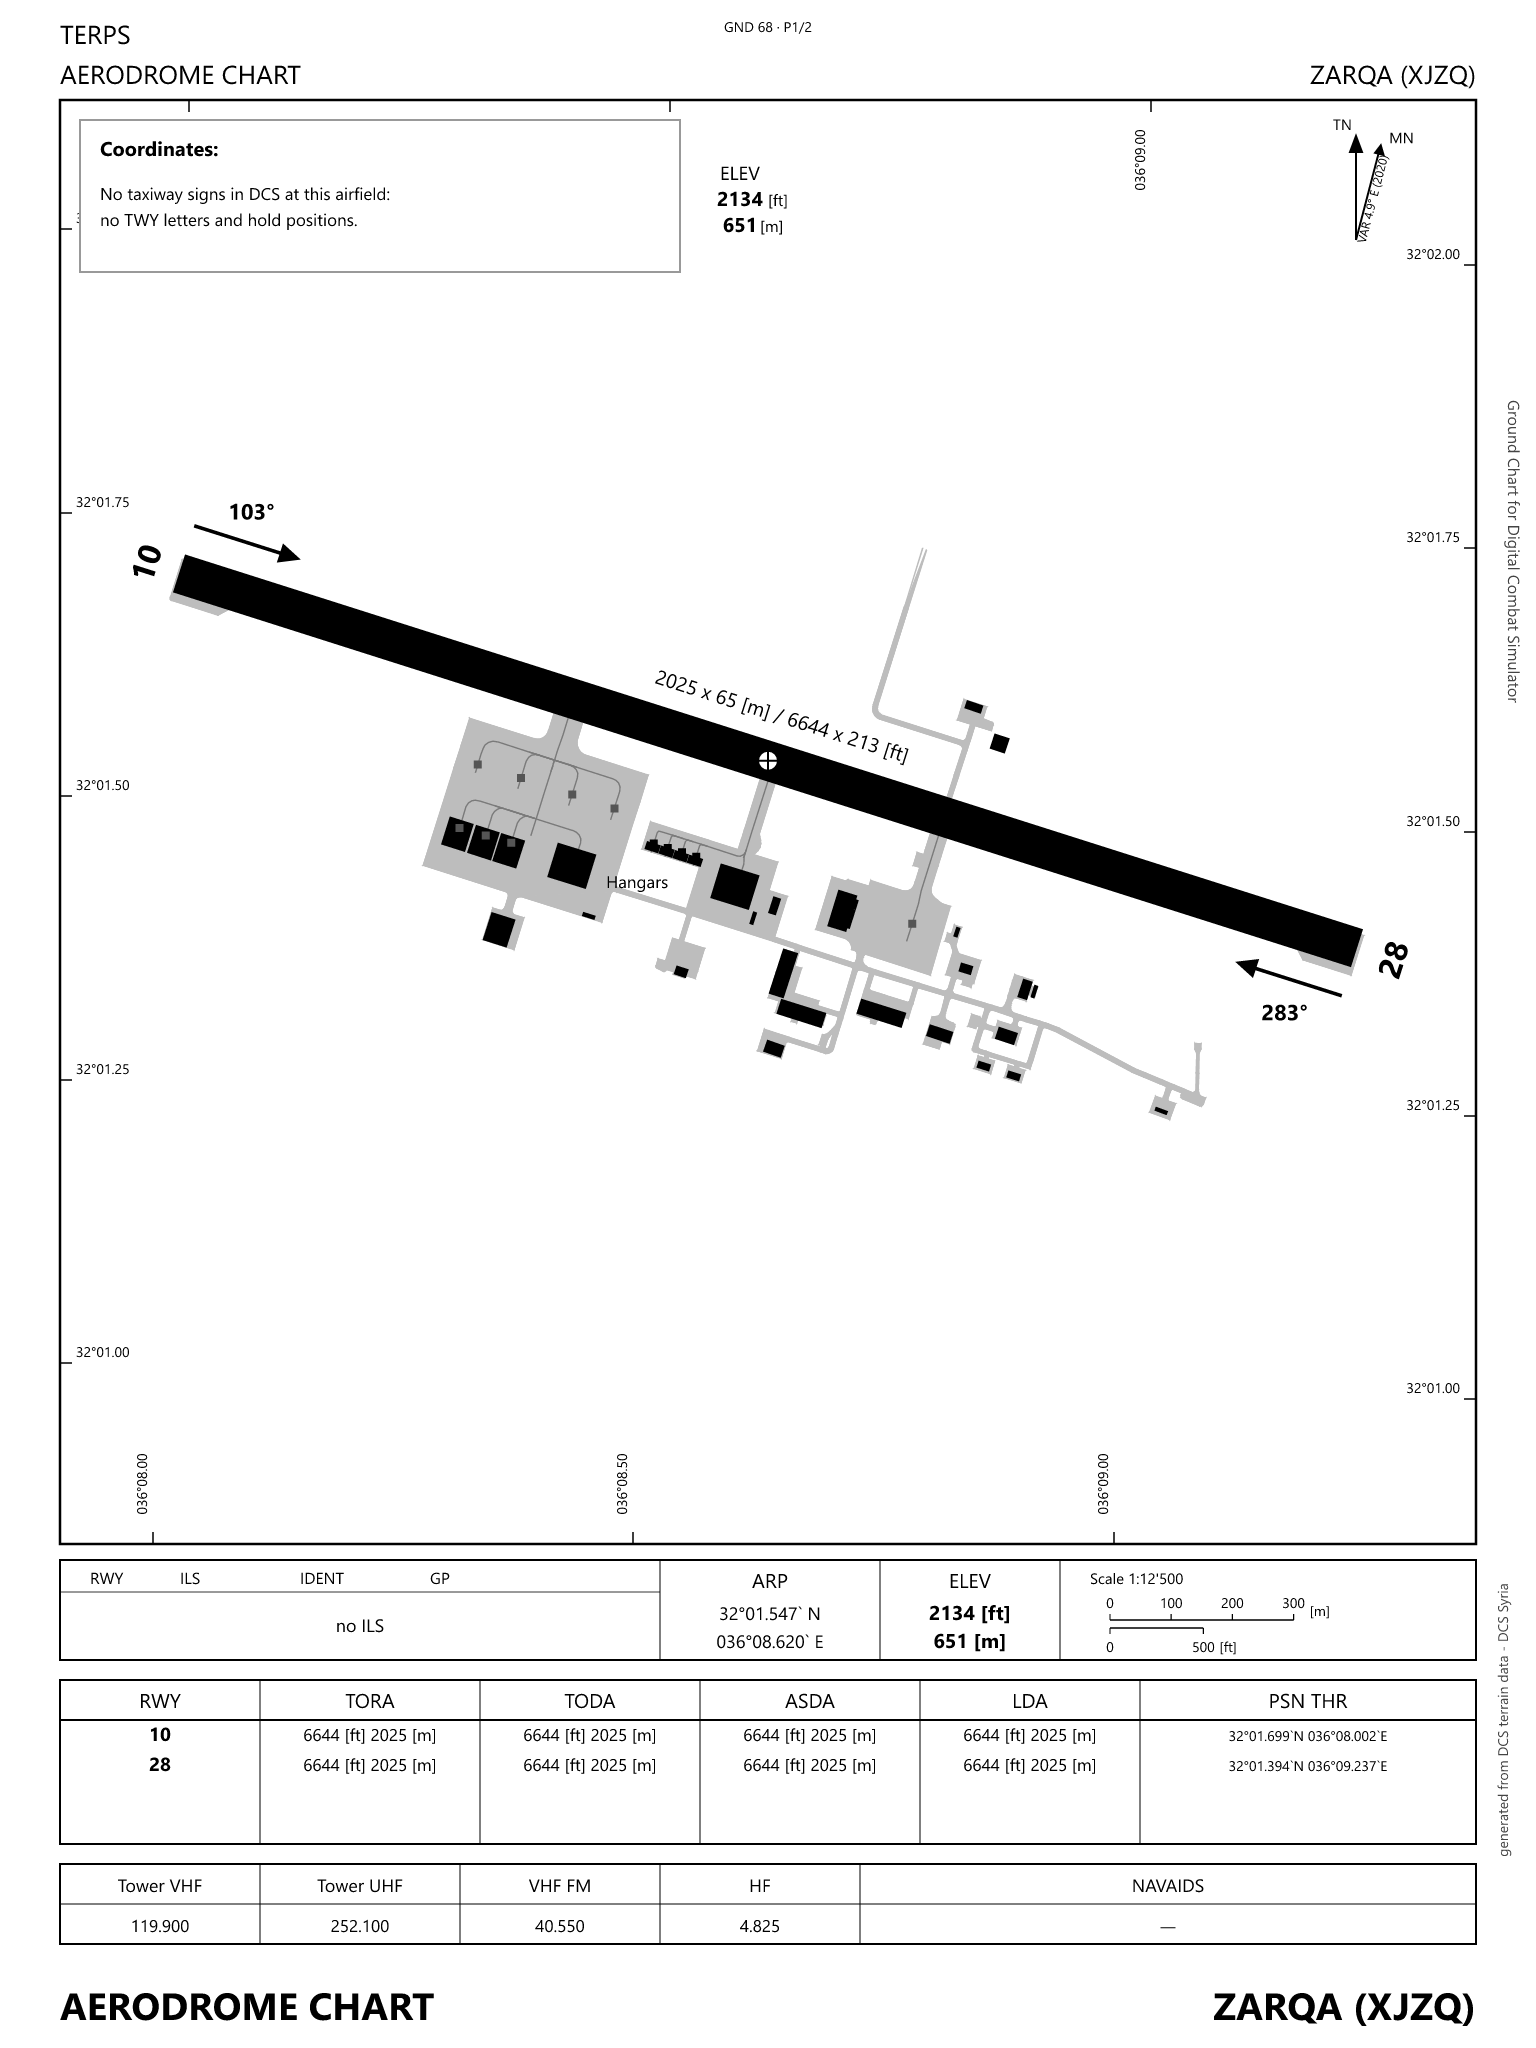 TERPS
GND 68 · P1/2
AERODROME CHART
ZARQA (XJZQ)
Coordinates:
No taxiway signs in DCS at this airfield:
no TWY letters and hold positions.
ELEV
2134 [ft]
651 [m]
036°09.00
TN
MN
VAR 4.9° E (2020)
32°02.00
32°01.75
103°
10
32°01.75
2025 x 65 [m] / 6644 x 213 [ft]
32°01.50
32°01.50
Hangars
28
283°
32°01.25
32°01.25
32°01.00
32°01.00
036°08.00
036°08.50
036°09.00
Ground Chart for Digital Combat Simulator
RWY ILS IDENT GP
no ILS
ARP
32°01.547` N
036°08.620` E
ELEV
2134 [ft]
651 [m]
Scale 1:12'500
0 100 200 300 [m]
0 500 [ft]
RWY TORA TODA ASDA LDA PSN THR
10 6644 [ft] 2025 [m] 6644 [ft] 2025 [m] 6644 [ft] 2025 [m] 6644 [ft] 2025 [m] 32°01.699`N 036°08.002`E
28 6644 [ft] 2025 [m] 6644 [ft] 2025 [m] 6644 [ft] 2025 [m] 6644 [ft] 2025 [m] 32°01.394`N 036°09.237`E
generated from DCS terrain data - DCS Syria
Tower VHF Tower UHF VHF FM HF NAVAIDS
119.900 252.100 40.550 4.825 —
AERODROME CHART
ZARQA (XJZQ)